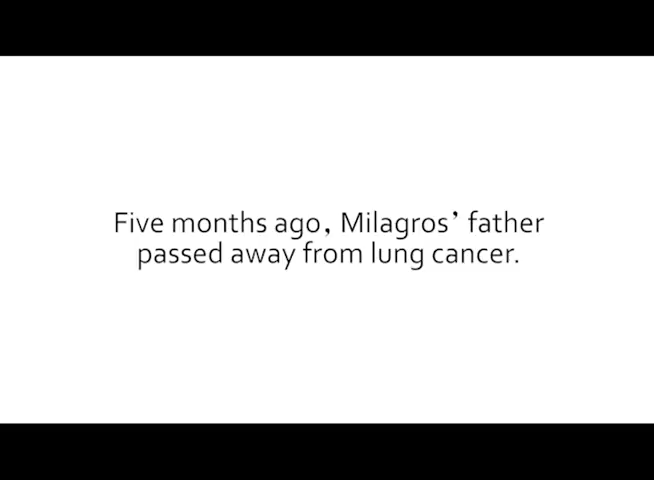 Five months ago, Milagros’ father
passed away from lung cancer.